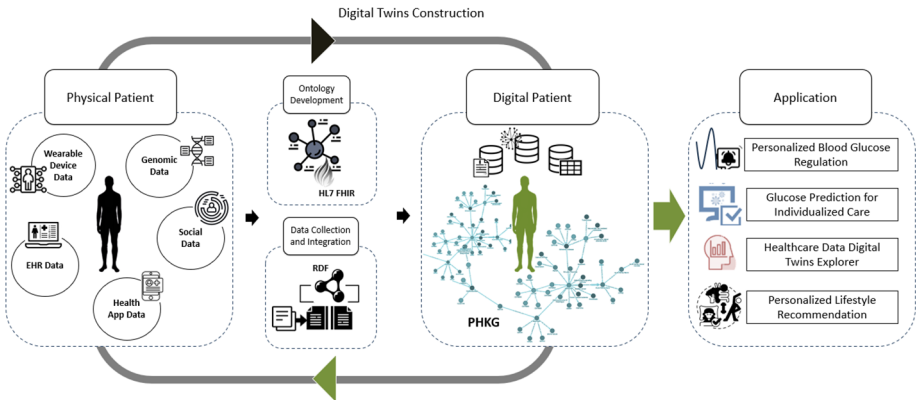 Digital Twins Construction
Physical Patient
Wearable
Device
Data
Genomic
Data
Social
Data
EHR Data
Health
App Data
Ontology
Development
HL7 FHIR
Data Collection
and Integration
RDF
Digital Patient
PHKG
Application
Personalized Blood Glucose
Regulation
Glucose Prediction for
Individualized Care
Healthcare Data Digital
Twins Explorer
Personalized Lifestyle
Recommendation